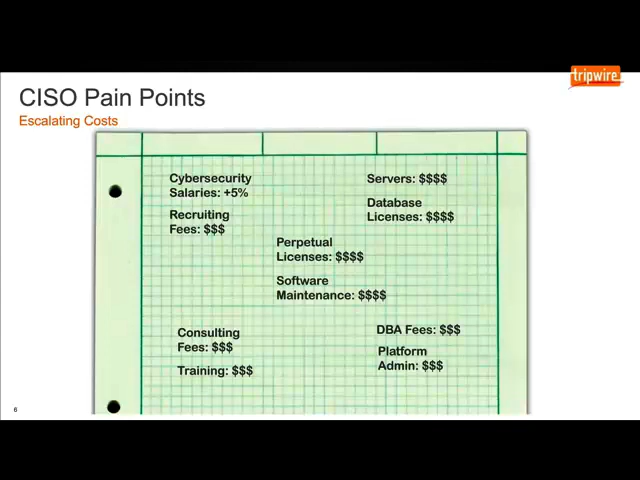 tripwire
CISO Pain Points
Escalating Costs
Cybersecurity
Salaries: +5%
Recruiting
Fees: $$$
Servers: $$$$
Database
Licenses: $$$$
Perpetual
Licenses: $$$$
Software
Maintenance: $$$$
Consulting
Fees: $$$
Training: $$$
DBA Fees: $$$
Platform
Admin: $$$
6